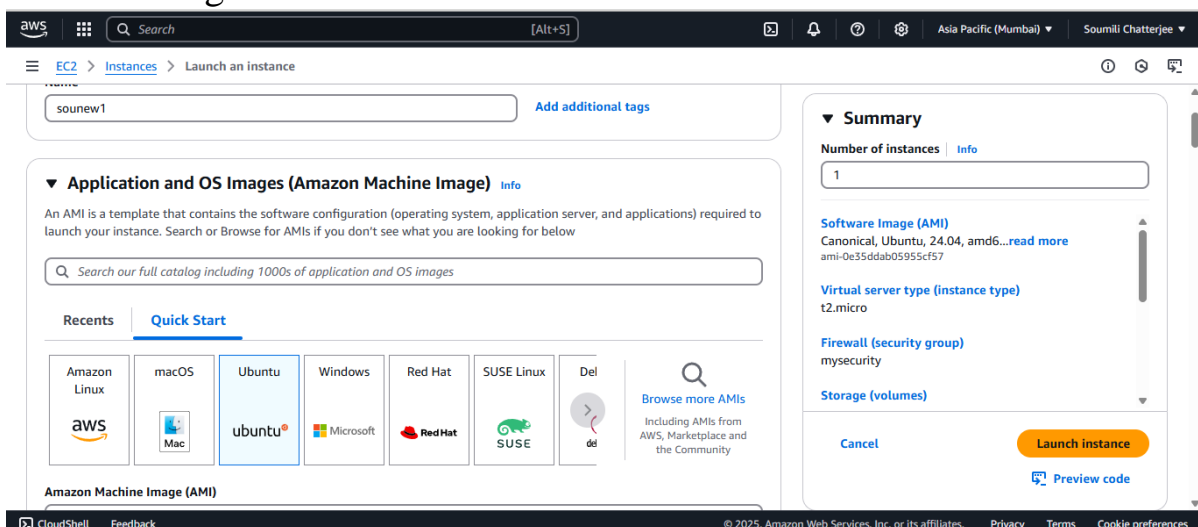 aws
Search
[Alt+S]
Asia Pacific (Mumbai)
Soumili Chatterjee
EC2 > Instances > Launch an instance
sounew1
Add additional tags
Application and OS Images (Amazon Machine Image) Info
An AMI is a template that contains the software configuration (operating system, application server, and applications) required to
launch your instance. Search or Browse for AMIs if you don't see what you are looking for below
Search our full catalog including 1000s of application and OS images
Recents
Quick Start
Amazon
Linux
aws
macOS
Mac
Ubuntu
ubuntu
Windows
Microsoft
Red Hat
Red Hat
SUSE Linux
SUSE
Browse more AMIs
Including AMIs from
AWS, Marketplace and
the Community
Amazon Machine Image (AMI)
Summary
Number of instances Info
1
Software Image (AMI)
Canonical, Ubuntu, 24.04, amd6...read more
ami-0e35ddab05955cf57
Virtual server type (instance type)
t2.micro
Firewall (security group)
mysecurity
Storage (volumes)
Cancel
Launch instance
Preview code
CloudShell Feedback
© 2025, Amazon Web Services, Inc. or its affiliates. Privacy Terms Cookie preferences